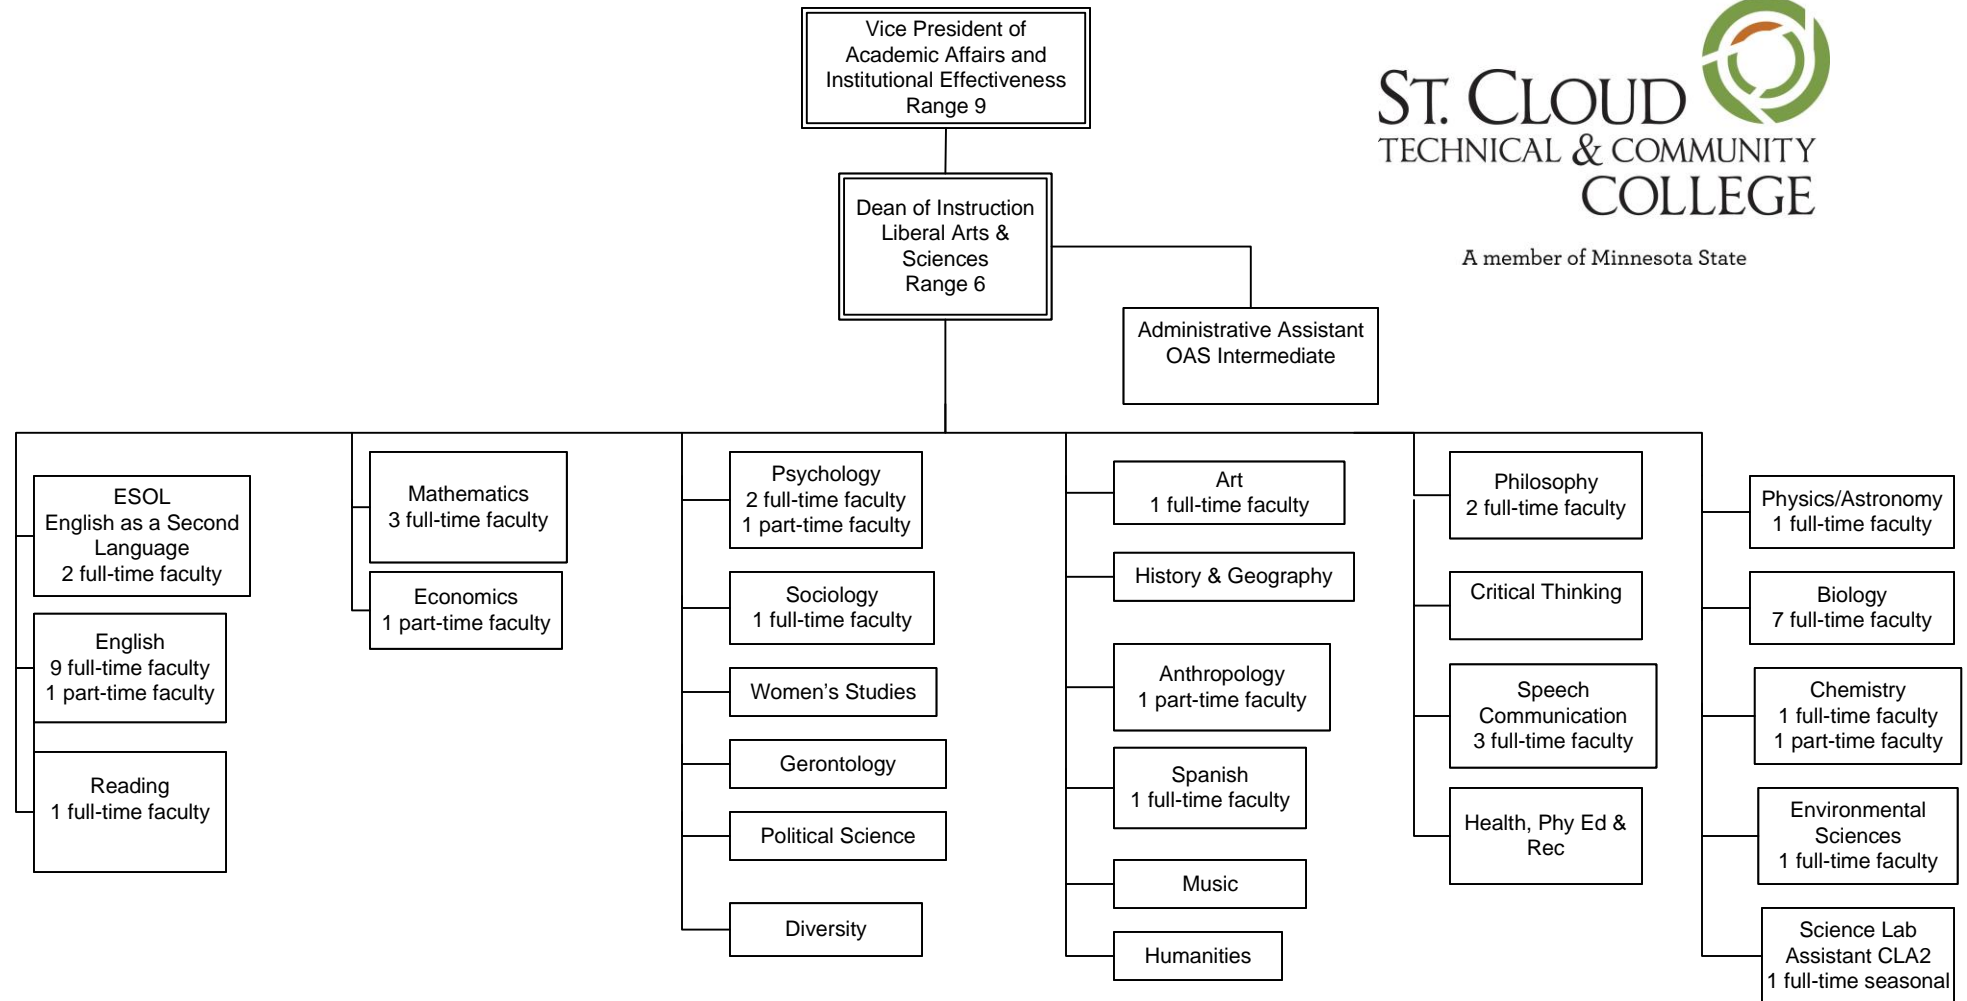 Vice President of
Academic Affairs and
Institutional Effectiveness
Range 9
ST. CLOUD
TECHNICAL & COMMUNITY
COLLEGE
A member of Minnesota State
Dean of Instruction
Liberal Arts &
Sciences
Range 6
Administrative Assistant
OAS Intermediate
ESOL
English as a Second
Language
2 full-time faculty
English
9 full-time faculty
1 part-time faculty
Reading
1 full-time faculty
Mathematics
3 full-time faculty
Economics
1 part-time faculty
Psychology
2 full-time faculty
1 part-time faculty
Sociology
1 full-time faculty
Women's Studies
Gerontology
Political Science
Diversity
Art
1 full-time faculty
History & Geography
Anthropology
1 part-time faculty
Spanish
1 full-time faculty
Music
Humanities
Philosophy
2 full-time faculty
Critical Thinking
Speech
Communication
3 full-time faculty
Health, Phy Ed &
Rec
Physics/Astronomy
1 full-time faculty
Biology
7 full-time faculty
Chemistry
1 full-time faculty
1 part-time faculty
Environmental
Sciences
1 full-time faculty
Science Lab
Assistant CLA2
1 full-time seasonal